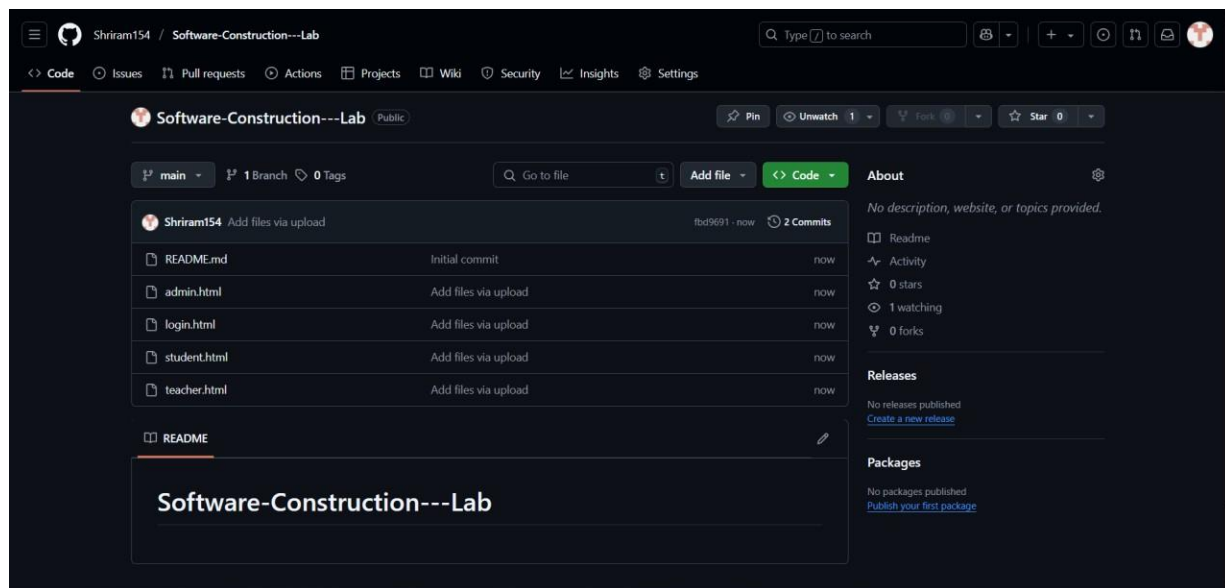 Shriram154 / Software-Construction---Lab
Type / to search
<> Code Issues Pull requests Actions Projects Wiki Security Insights Settings
Software-Construction---Lab Public
Pin Unwatch 1 Fork 0 Star 0
main 1 Branch 0 Tags Go to file t Add file <> Code
Shriram154 Add files via upload fbd9691 · now 2 Commits
README.md Initial commit now
admin.html Add files via upload now
login.html Add files via upload now
student.html Add files via upload now
teacher.html Add files via upload now
README
Software-Construction---Lab
About
No description, website, or topics provided.
Readme
Activity
0 stars
1 watching
0 forks
Releases
No releases published
Create a new release
Packages
No packages published
Publish your first package